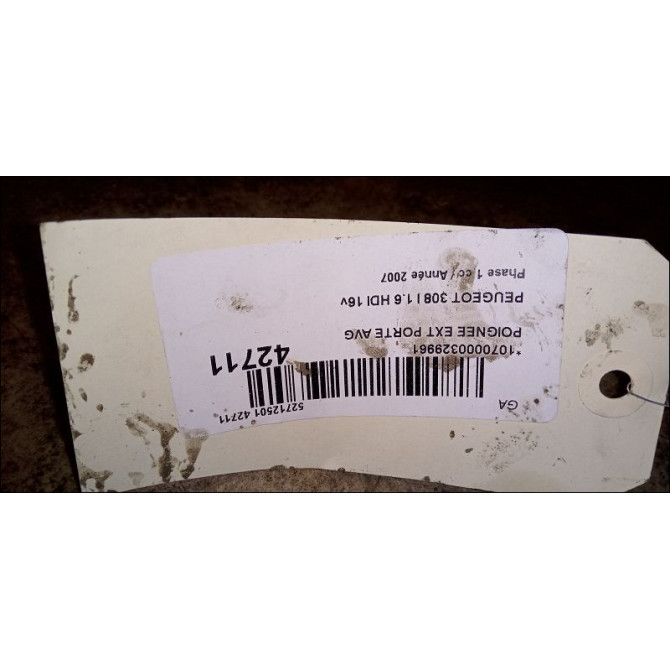 GA
52712501 42711
*1070000329961
42711
POIGNEE EXT PORTE AVG
PEUGEOT 308 I 1.6 HDI 16v
Phase 1 cc / Année 2007